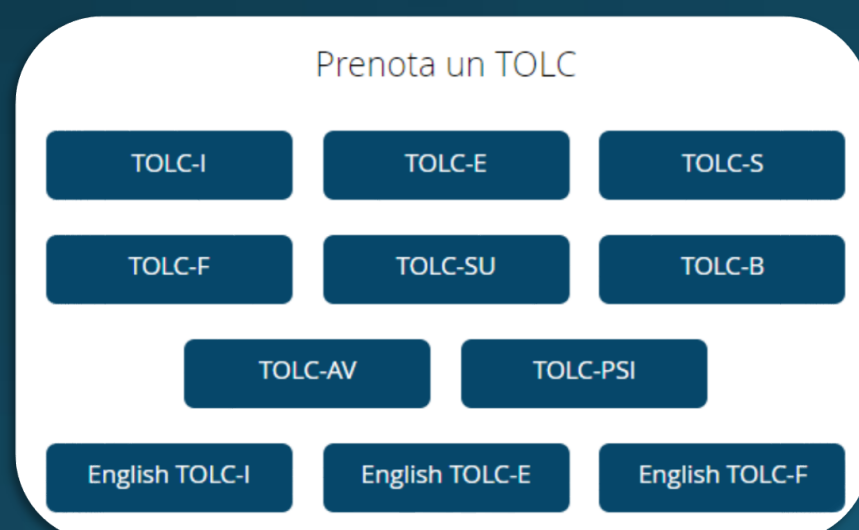 Prenota un TOLC
TOLC-I TOLC-E TOLC-S
TOLC-F TOLC-SU TOLC-B
TOLC-AV TOLC-PSI
English TOLC-I English TOLC-E English TOLC-F